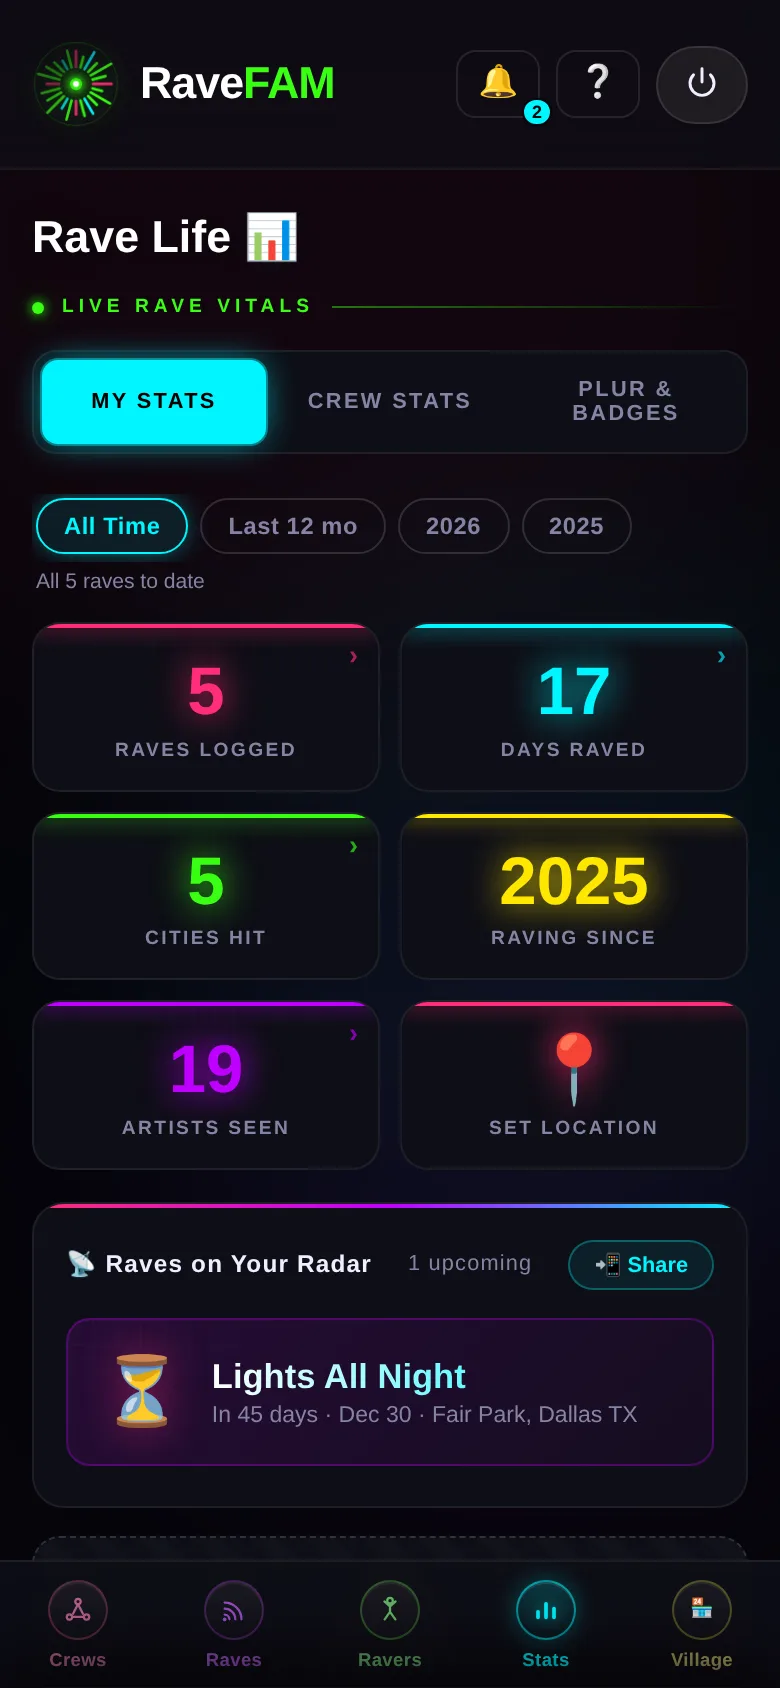 RaveFAM
2
Rave Life
LIVE RAVE VITALS
MY STATS
CREW STATS
PLUR &
BADGES
All Time
Last 12 mo
2026
2025
All 5 raves to date
5
RAVES LOGGED
17
DAYS RAVED
5
CITIES HIT
2025
RAVING SINCE
19
ARTISTS SEEN
SET LOCATION
Raves on Your Radar
1 upcoming
Share
Lights All Night
In 45 days · Dec 30 · Fair Park, Dallas TX
Crews
Raves
Ravers
Stats
Village